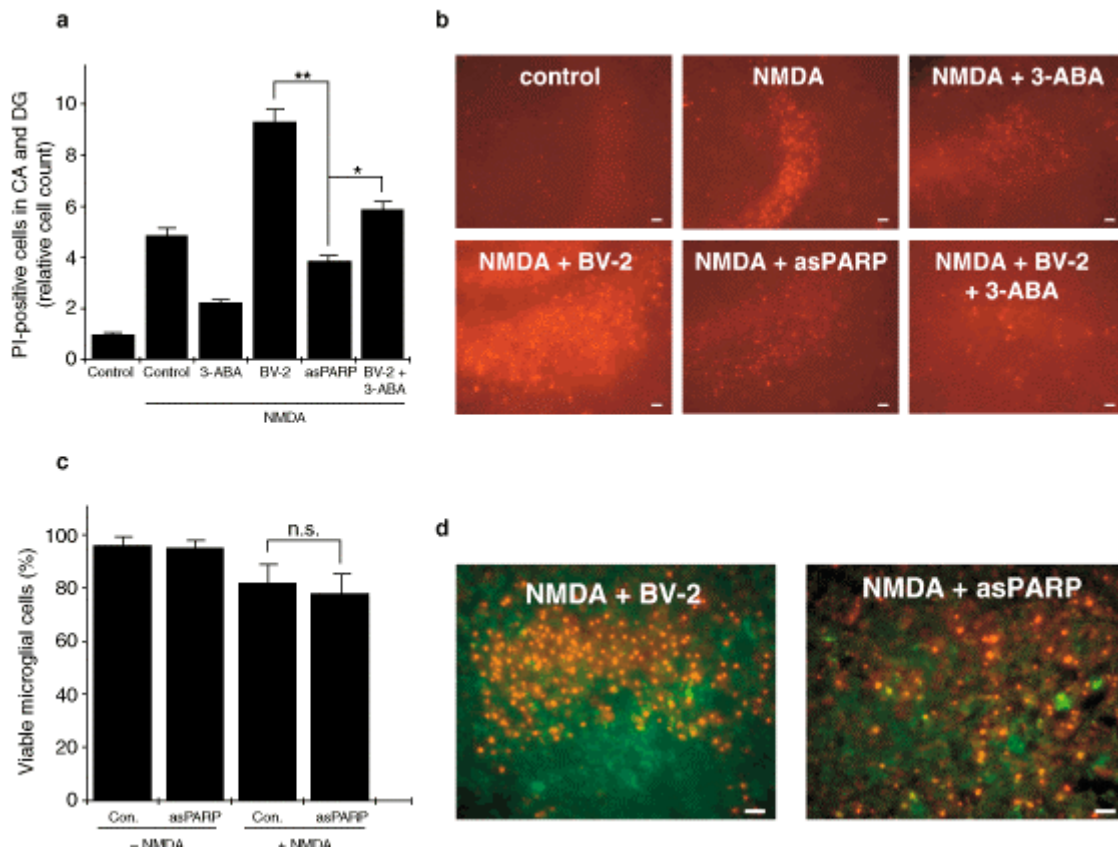 a
PI-positive cells in CA and DG
(relative cell count)
10
8
6
4
2
0
**
*
Control Control 3-ABA BV-2 asPARP BV-2 +
3-ABA
NMDA
b
control
NMDA
NMDA + 3-ABA
NMDA + BV-2
NMDA + asPARP
NMDA + BV-2
+ 3-ABA
c
Viable microglial cells (%)
100
80
60
40
20
0
n.s.
Con. asPARP Con. asPARP
– NMDA + NMDA
d
NMDA + BV-2
NMDA + asPARP